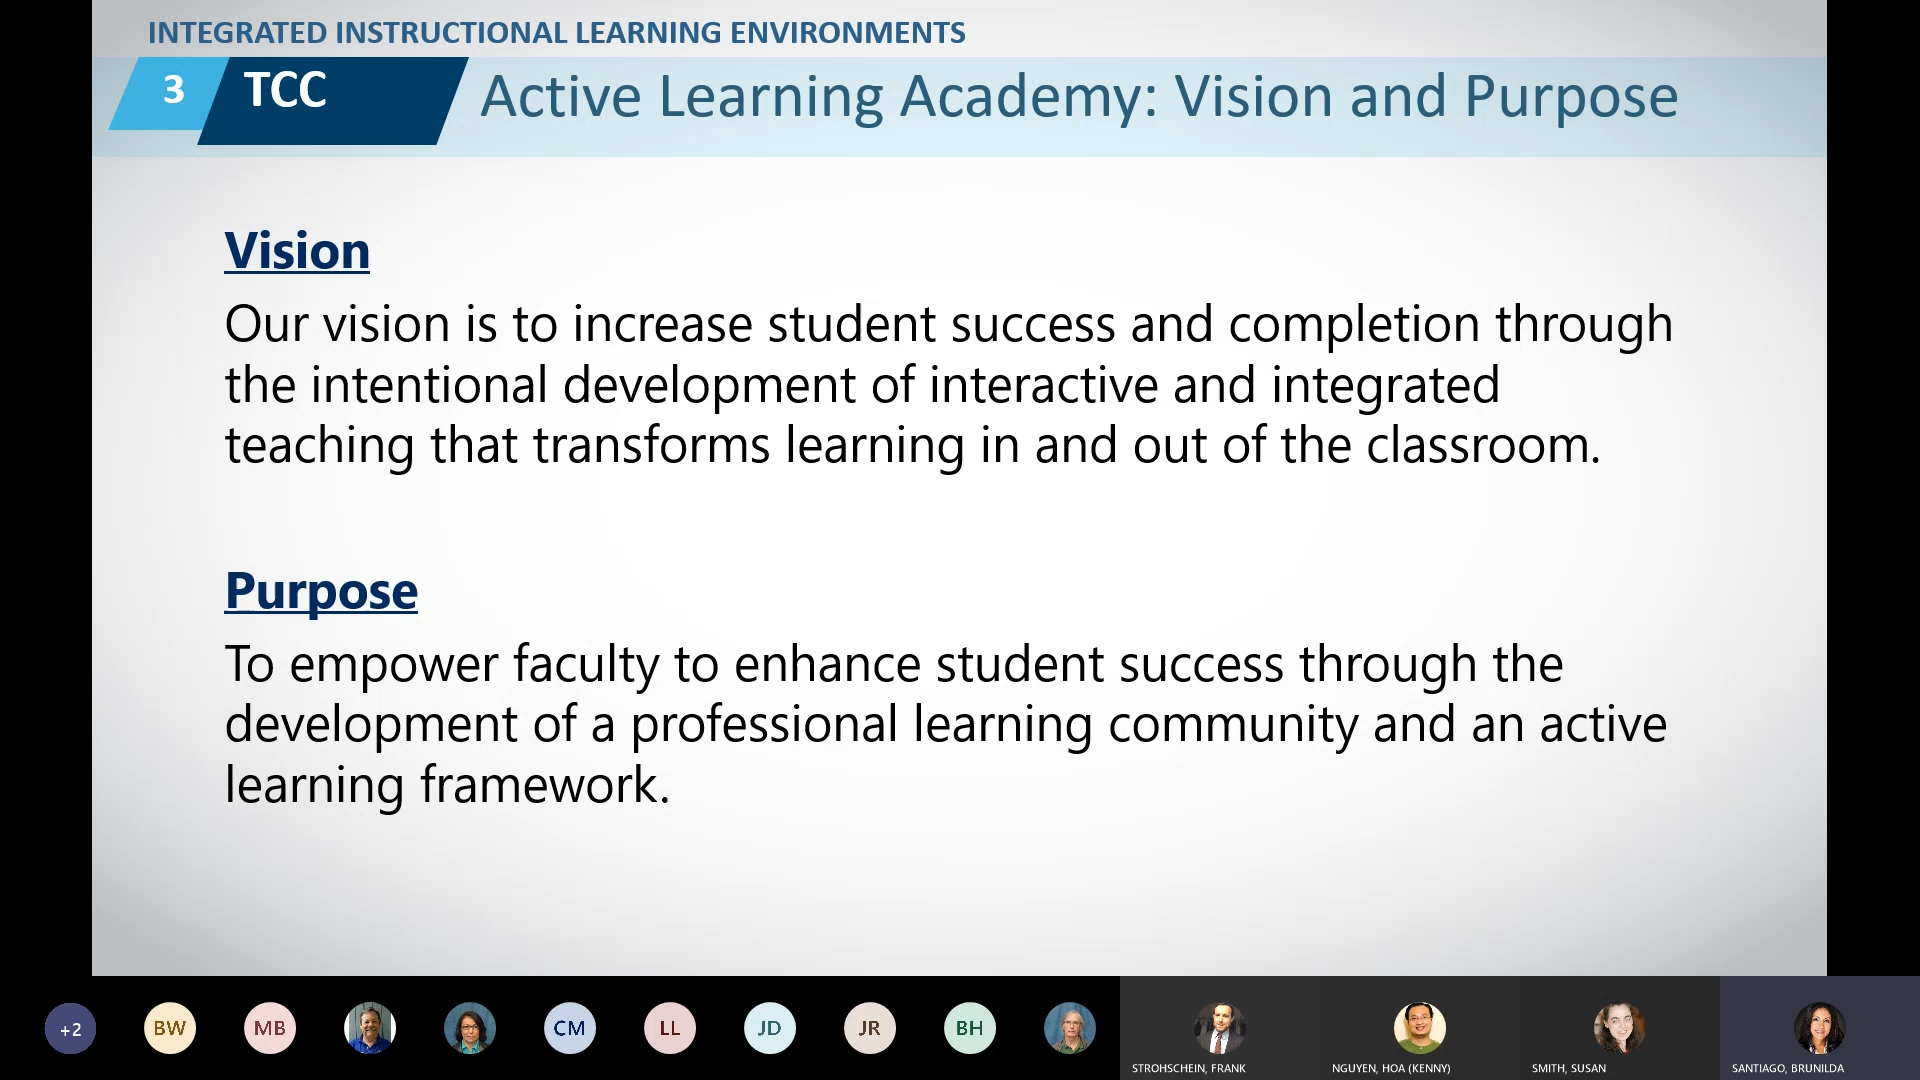 INTEGRATED INSTRUCTIONAL LEARNING ENVIRONMENTS
3 TCC Active Learning Academy: Vision and Purpose
Vision
Our vision is to increase student success and completion through
the intentional development of interactive and integrated
teaching that transforms learning in and out of the classroom.
Purpose
To empower faculty to enhance student success through the
development of a professional learning community and an active
learning framework.
+2 BW MB CM LL JD JR BH
STROHSCHEIN, FRANK NGUYEN, HOA (KENNY) SMITH, SUSAN SANTIAGO, BRUNILDA